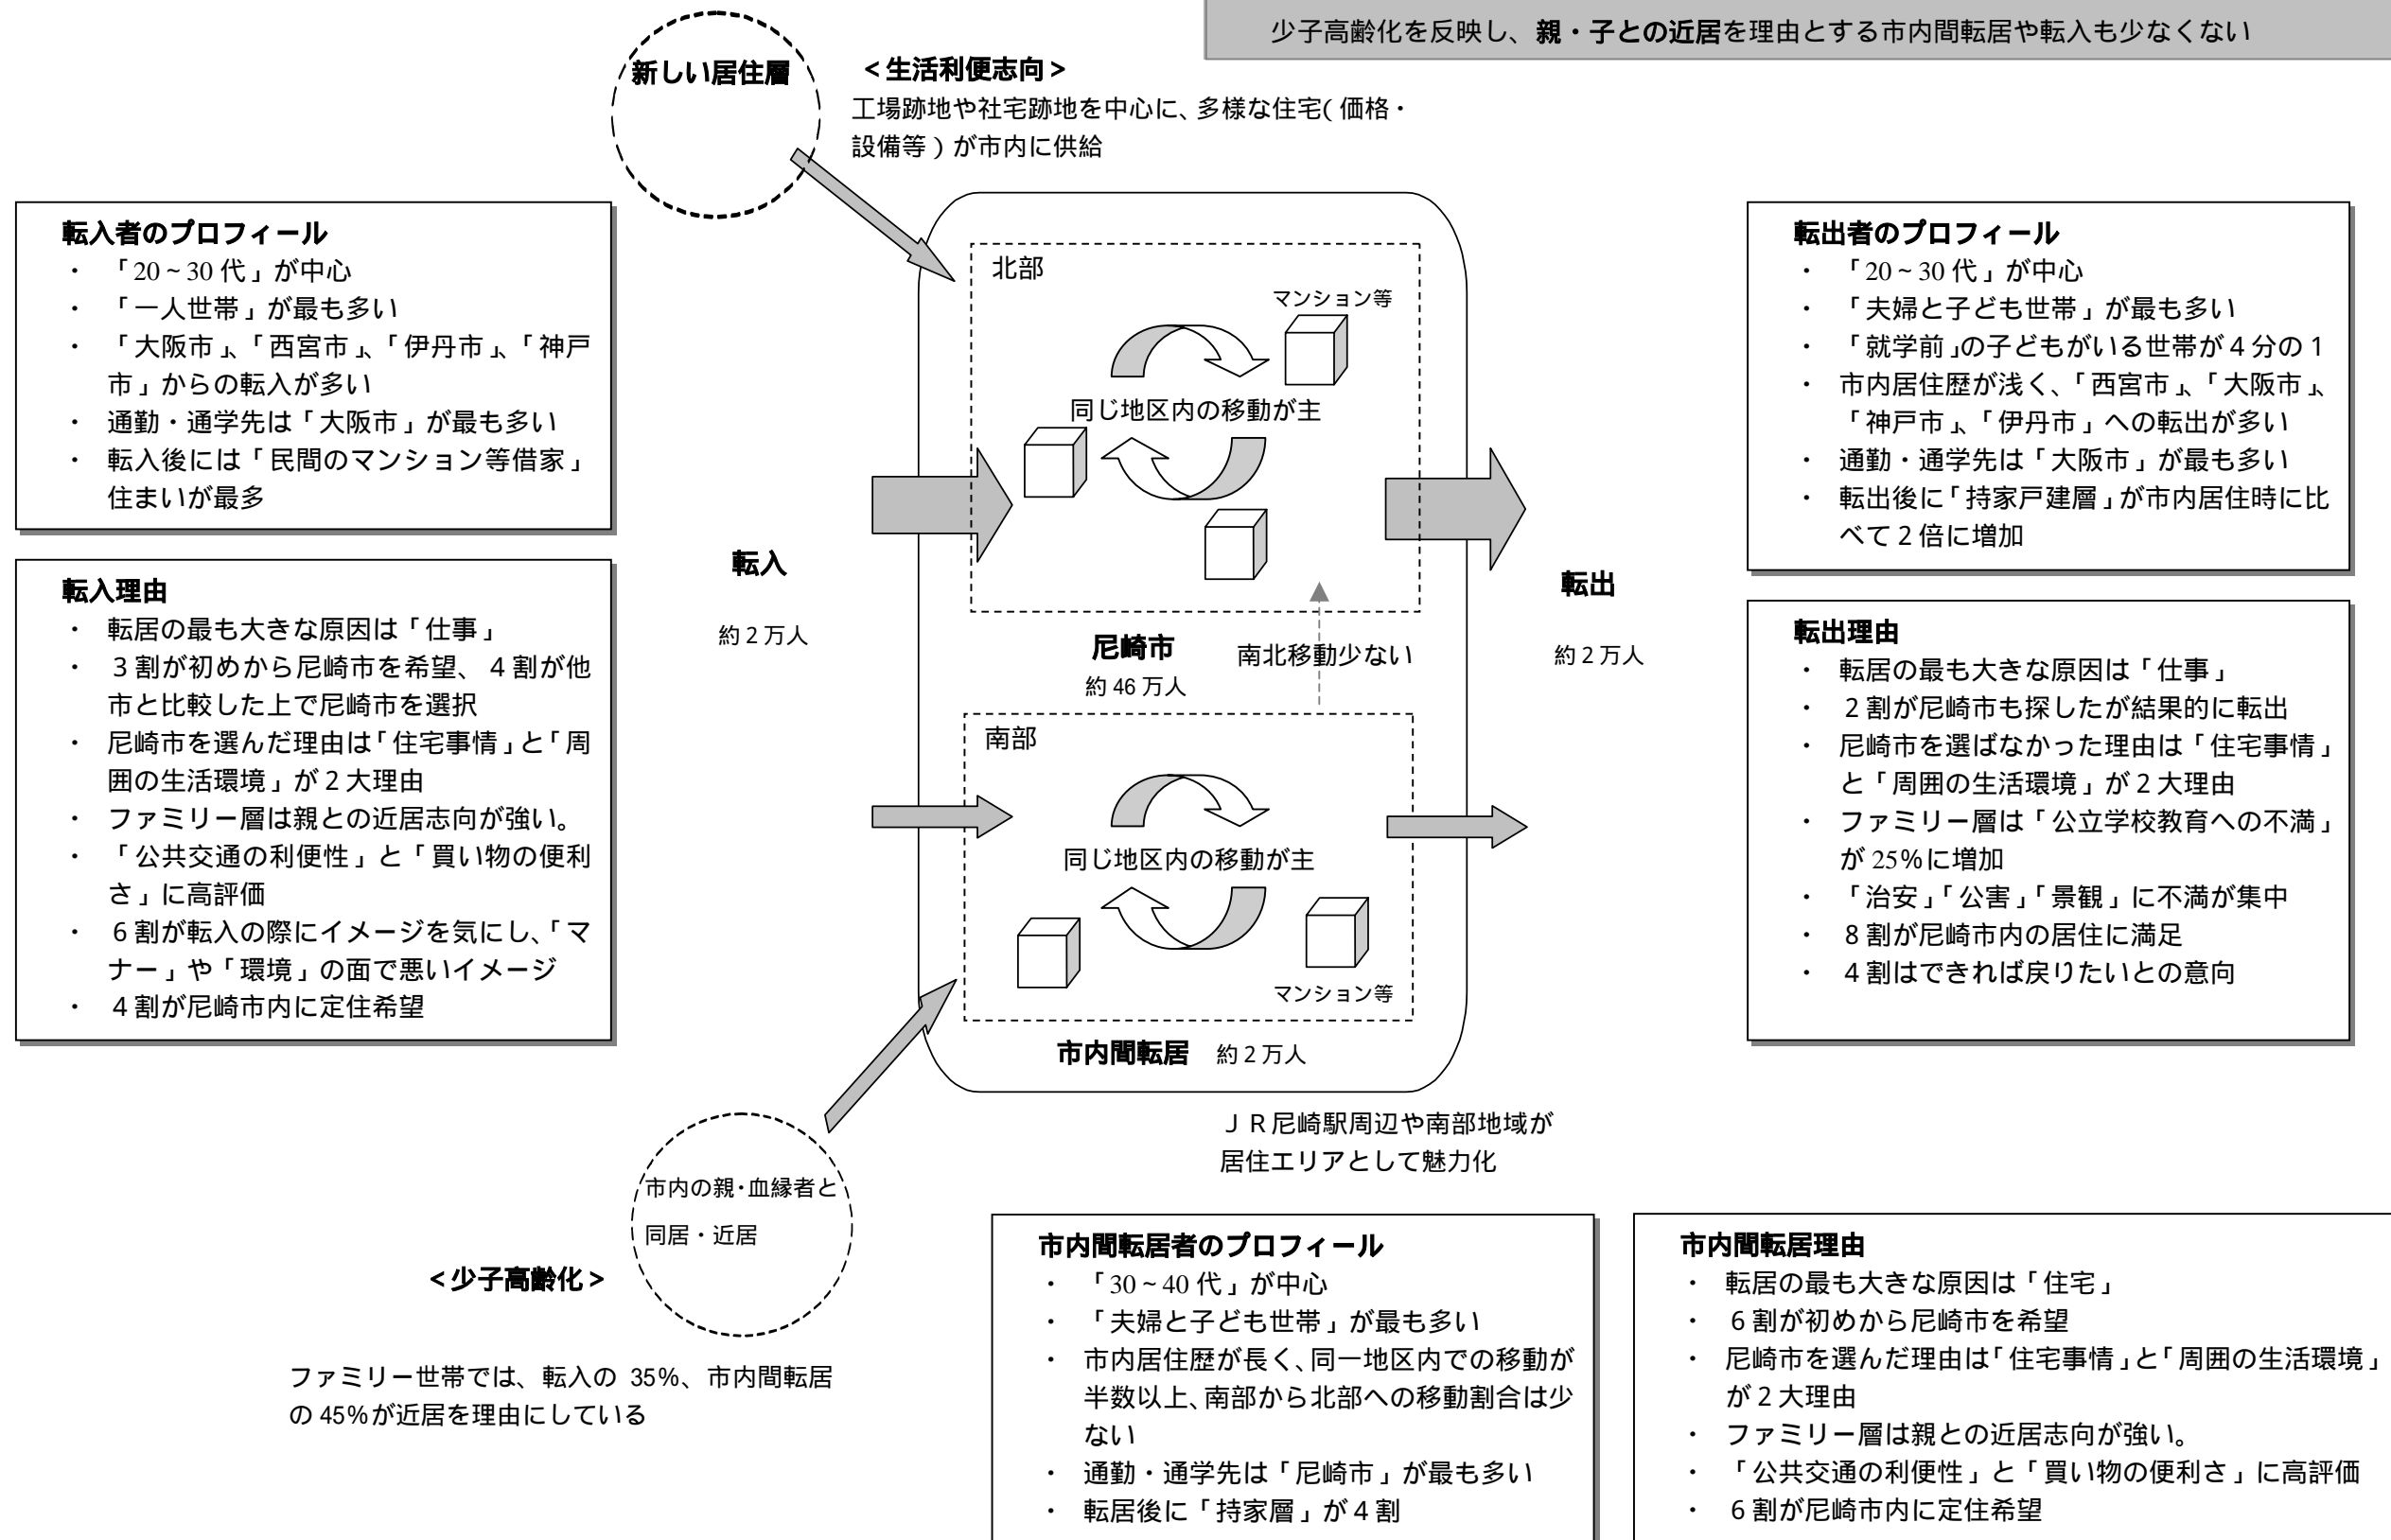 少子高齢化を反映し、親・子との近居を理由とする市内間転居や転入も少なくない
新しい居住層
＜生活利便志向＞
工場跡地や社宅跡地を中心に、多様な住宅（価格・
設備等）が市内に供給
転入者のプロフィール
・ 「20～30代」が中心
・ 「一人世帯」が最も多い
・ 「大阪市」、「西宮市」、「伊丹市」、「神戸
市」からの転入が多い
・ 通勤・通学先は「大阪市」が最も多い
・ 転入後には「民間のマンション等借家」
住まいが最多
転入理由
・ 転居の最も大きな原因は「仕事」
・ 3割が初めから尼崎市を希望、4割が他
市と比較した上で尼崎市を選択
・ 尼崎市を選んだ理由は「住宅事情」と「周
囲の生活環境」が2大理由
・ ファミリー層は親との近居志向が強い。
・ 「公共交通の利便性」と「買い物の便利
さ」に高評価
・ 6割が転入の際にイメージを気にし、「マ
ナー」や「環境」の面で悪いイメージ
・ 4割が尼崎市内に定住希望
転入
約2万人
北部
マンション等
同じ地区内の移動が主
尼崎市
約46万人
南北移動少ない
南部
同じ地区内の移動が主
マンション等
市内間転居 約2万人
転出
約2万人
転出者のプロフィール
・ 「20～30代」が中心
・ 「夫婦と子ども世帯」が最も多い
・ 「就学前」の子どもがいる世帯が4分の1
・ 市内居住歴が浅く、「西宮市」、「大阪市」、
「神戸市」、「伊丹市」への転出が多い
・ 通勤・通学先は「大阪市」が最も多い
・ 転出後に「持家戸建層」が市内居住時に比
べて2倍に増加
転出理由
・ 転居の最も大きな原因は「仕事」
・ 2割が尼崎市も探したが結果的に転出
・ 尼崎市を選ばなかった理由は「住宅事情」
と「周囲の生活環境」が2大理由
・ ファミリー層は「公立学校教育への不満」
が25%に増加
・ 「治安」「公害」「景観」に不満が集中
・ 8割が尼崎市内の居住に満足
・ 4割はできれば戻りたいとの意向
JR尼崎駅周辺や南部地域が
居住エリアとして魅力化
市内の親・血縁者と
同居・近居
＜少子高齢化＞
ファミリー世帯では、転入の 35%、市内間転居
の45%が近居を理由にしている
市内間転居者のプロフィール
・ 「30～40代」が中心
・ 「夫婦と子ども世帯」が最も多い
・ 市内居住歴が長く、同一地区内での移動が
半数以上、南部から北部への移動割合は少
ない
・ 通勤・通学先は「尼崎市」が最も多い
・ 転居後に「持家層」が4割
市内間転居理由
・ 転居の最も大きな原因は「住宅」
・ 6割が初めから尼崎市を希望
・ 尼崎市を選んだ理由は「住宅事情」と「周囲の生活環境」
が2大理由
・ ファミリー層は親との近居志向が強い。
・ 「公共交通の利便性」と「買い物の便利さ」に高評価
・ 6割が尼崎市内に定住希望